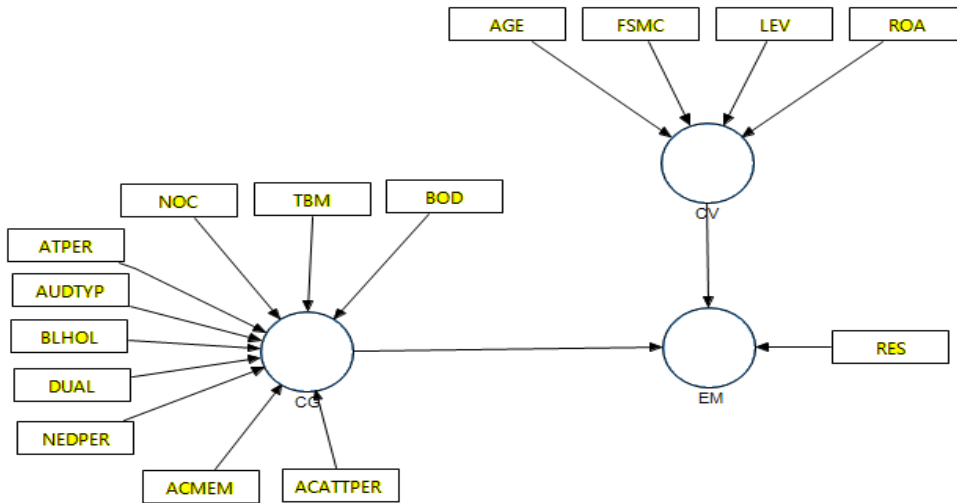 AGE
FSMC
LEV
ROA
NOC
TBM
BOD
CV
ATPER
AUDTYP
BLHOL
DUAL
NEDPER
CG
EM
RES
ACMEM
ACATTPER